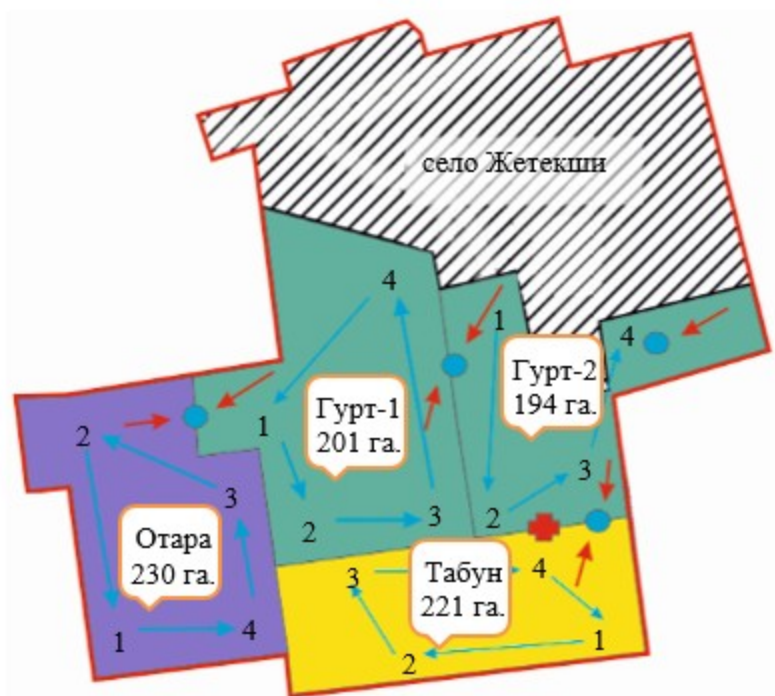 село Жетекши
4
1
4
Гурт-2
194 га.
Гурт-1
201 га.
1
2
3
3
2
3
2
Отара
230 га.
Табун
221 га.
3
4
1
4
1
2